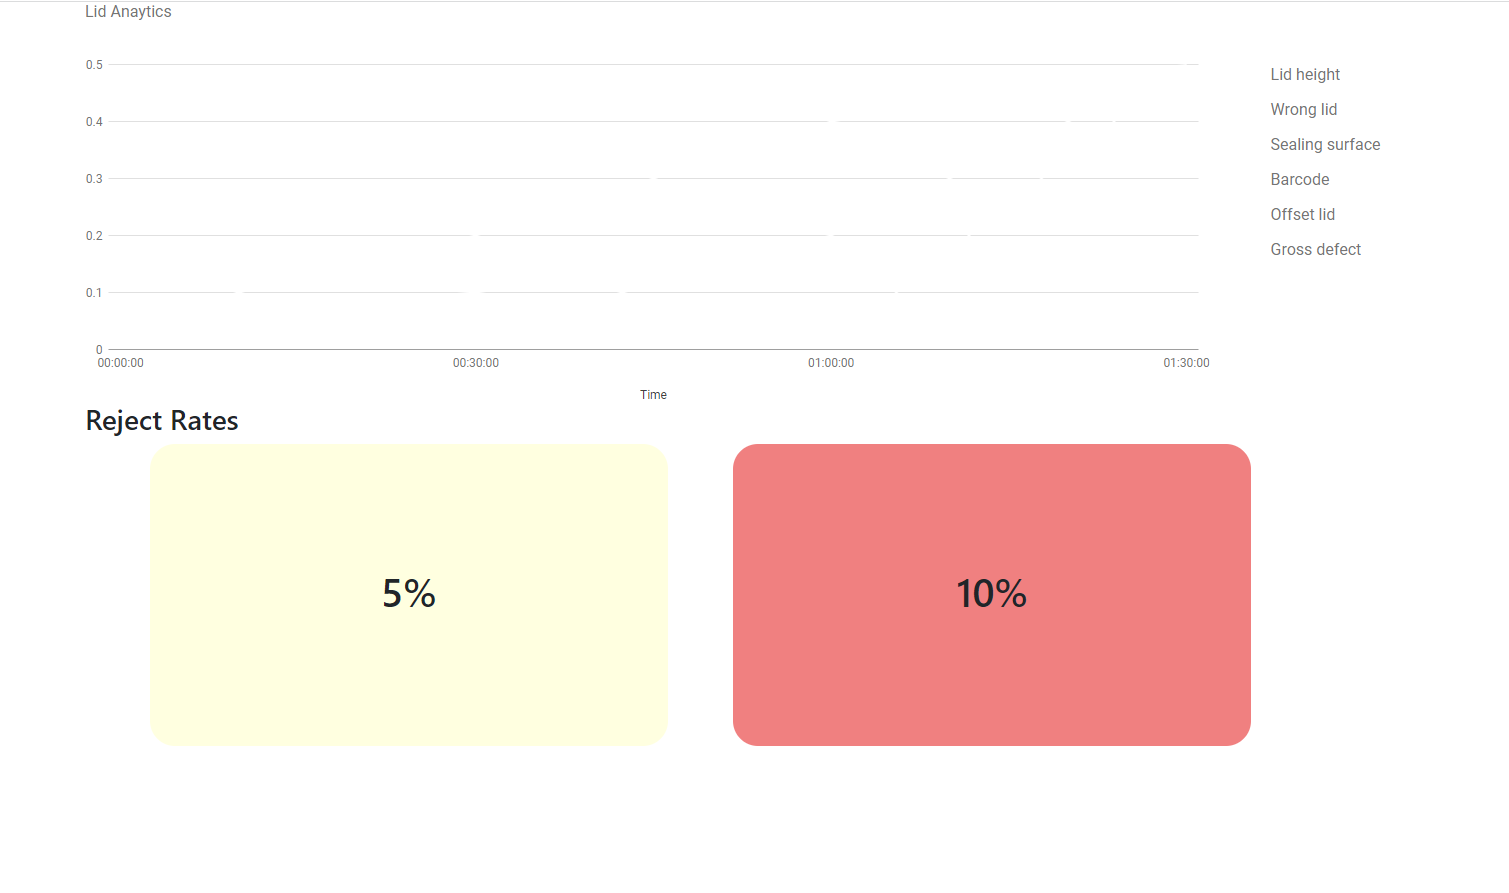 Lid Anaytics
0.5
0.4
0.3
0.2
0.1
0
00:00:00 00:30:00 01:00:00 01:30:00
Time
Lid height
Wrong lid
Sealing surface
Barcode
Offset lid
Gross defect
Reject Rates
5% 10%